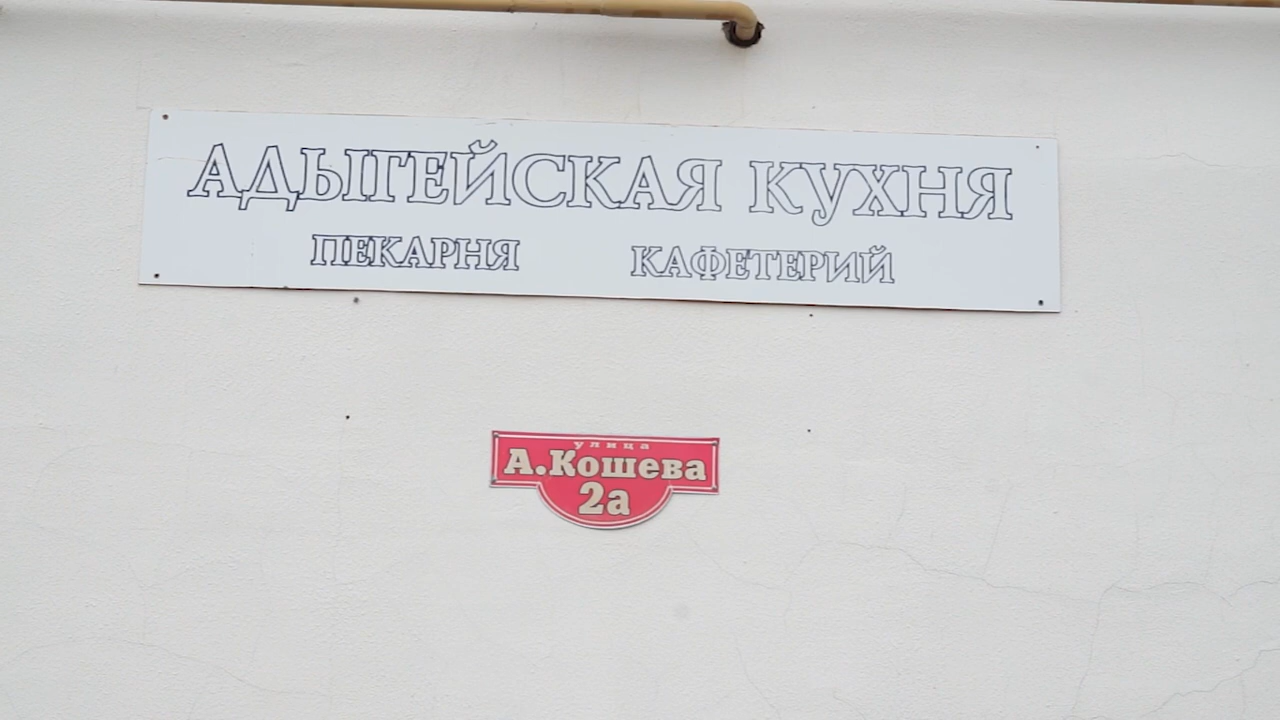 АДЫГЕЙСКАЯ КУХНЯ
ПЕКАРНЯ КАФЕТЕРИЙ
улица
А.Кошева
2а